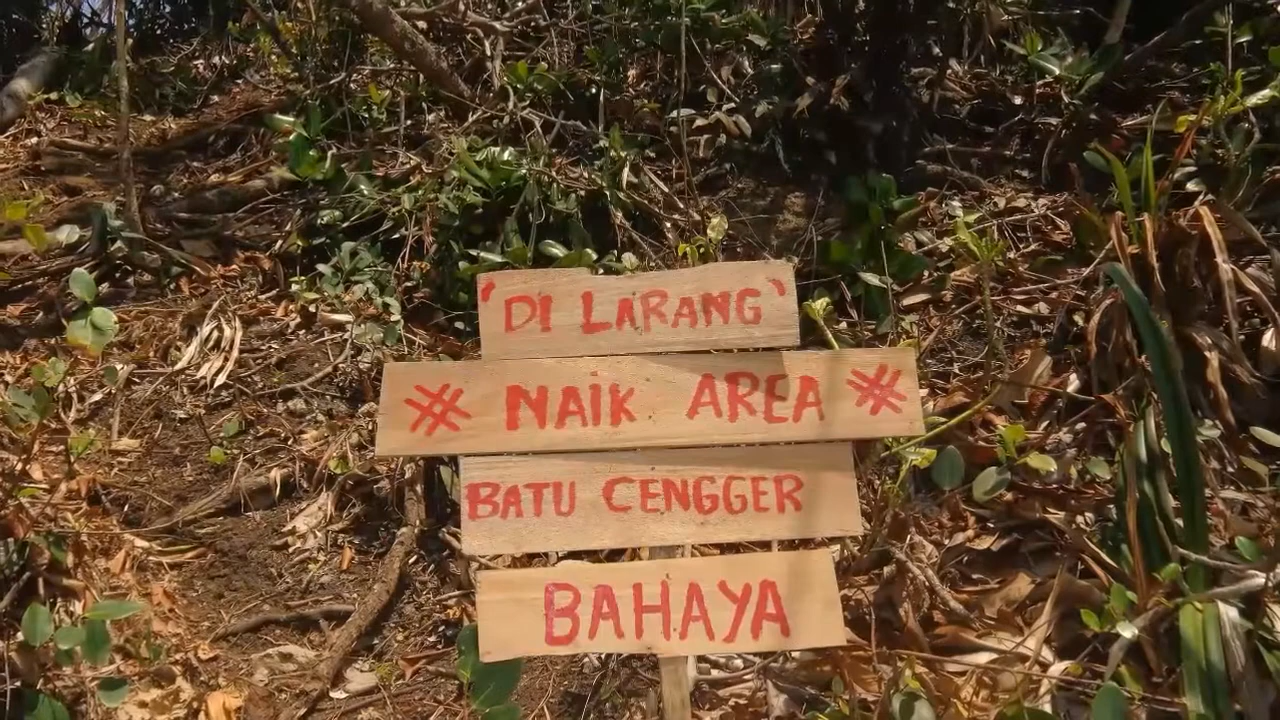 'DI LARANG'
# NAIK AREA #
BATU CENGGER
BAHAYA